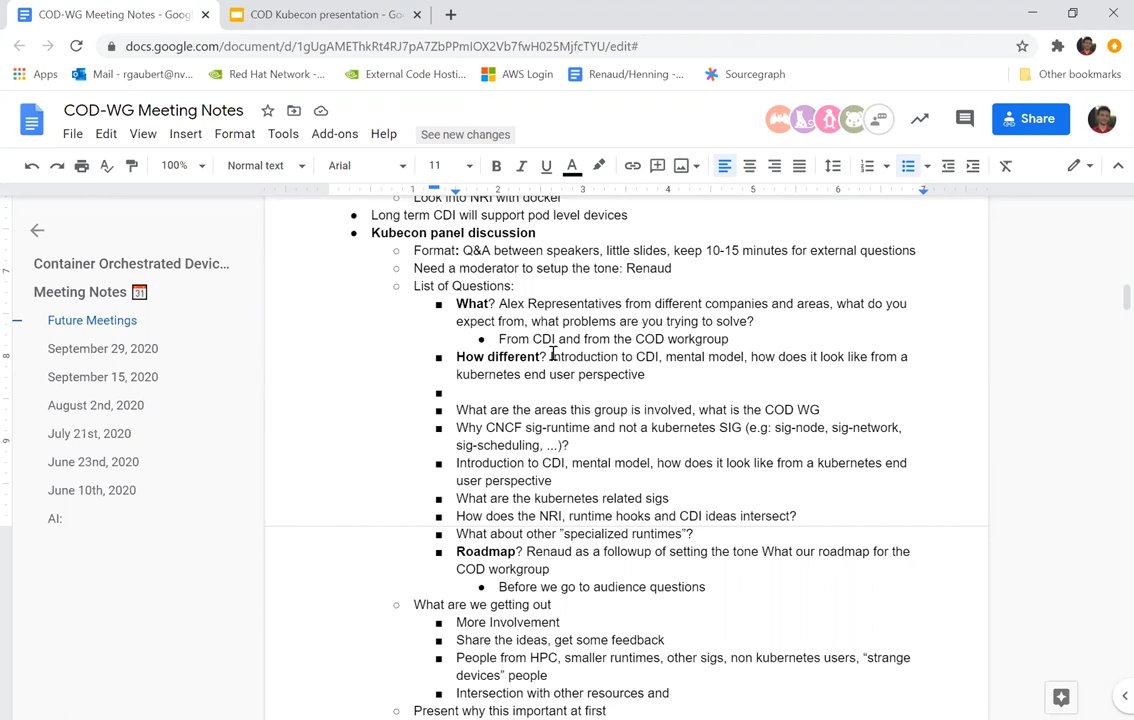 COD-WG Meeting Notes - Goog
COD Kubecon presentation - Go
docs.google.com/document/d/1gUgAMEThkRt4RJ7pA7ZbPPmIOX2Vb7fwH025MjfcTYU/edit#
Apps
Mail - rgaubert@nv...
Red Hat Network -...
External Code Hosti...
AWS Login
Renaud/Henning -...
Sourcegraph
Other bookmarks
COD-WG Meeting Notes
File Edit View Insert Format Tools Add-ons Help See new changes
Share
100% Normal text Arial 11 B I U A
1 2 3 4 5 6 7
7
8
9
Container Orchestrated Devic...
Meeting Notes 31
Future Meetings
September 29, 2020
September 15, 2020
August 2nd, 2020
July 21st, 2020
June 23nd, 2020
June 10th, 2020
AI:
Look into NRI with docker
Long term CDI will support pod level devices
Kubecon panel discussion
Format: Q&A between speakers, little slides, keep 10-15 minutes for external questions
Need a moderator to setup the tone: Renaud
List of Questions:
What? Alex Representatives from different companies and areas, what do you
expect from, what problems are you trying to solve?
From CDI and from the COD workgroup
How different? Introduction to CDI, mental model, how does it look like from a
kubernetes end user perspective
What are the areas this group is involved, what is the COD WG
Why CNCF sig-runtime and not a kubernetes SIG (e.g: sig-node, sig-network,
sig-scheduling, ...)?
Introduction to CDI, mental model, how does it look like from a kubernetes end
user perspective
What are the kubernetes related sigs
How does the NRI, runtime hooks and CDI ideas intersect?
What about other "specialized runtimes"?
Roadmap? Renaud as a followup of setting the tone What our roadmap for the
COD workgroup
Before we go to audience questions
What are we getting out
More Involvement
Share the ideas, get some feedback
People from HPC, smaller runtimes, other sigs, non kubernetes users, “strange
devices” people
Intersection with other resources and
Present why this important at first